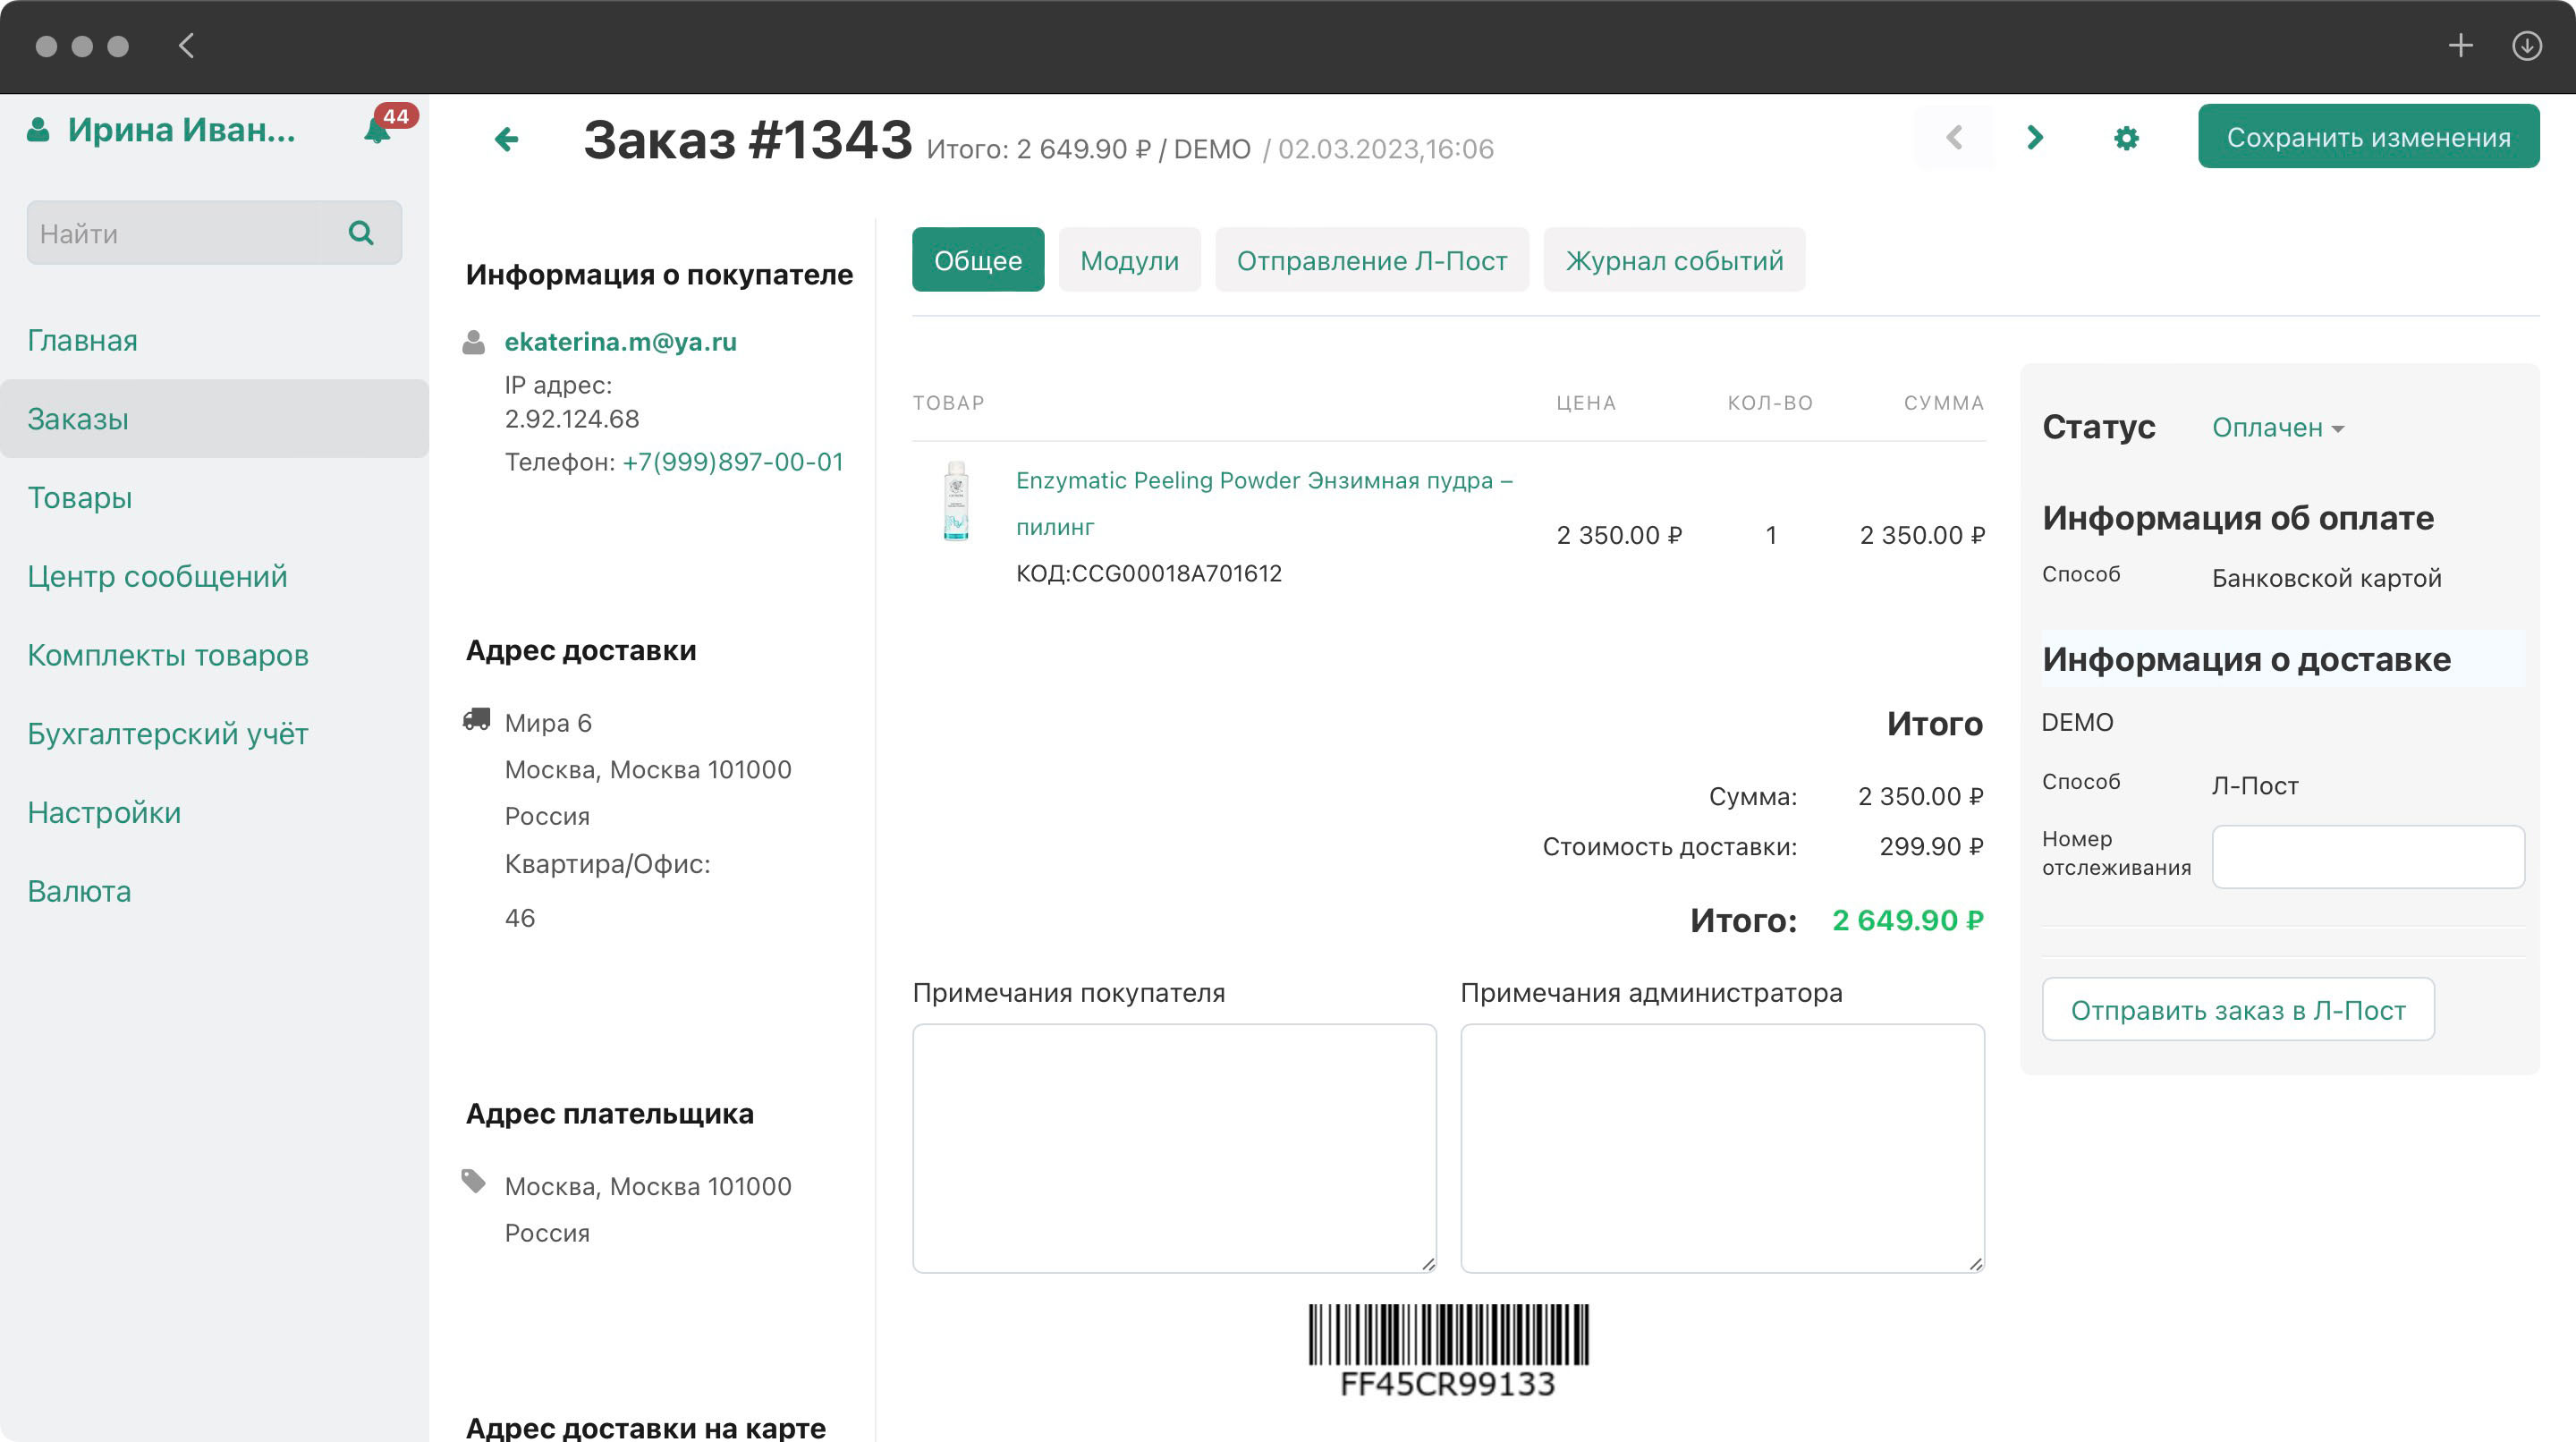 Ирина Иван...
44
Найти
Главная
Заказы
Товары
Центр сообщений
Комплекты товаров
Бухгалтерский учёт
Настройки
Валюта
Заказ #1343 Итого: 2 649.90 ₽ / DEMO / 02.03.2023,16:06
Сохранить изменения
Информация о покупателе
ekaterina.m@ya.ru
IP адрес:
2.92.124.68
Телефон: +7(999)897-00-01
Адрес доставки
Мира 6
Москва, Москва 101000
Россия
Квартира/Офис:
46
Адрес плательщика
Москва, Москва 101000
Россия
Адрес доставки на карте
Общее Модули Отправление Л-Пост Журнал событий
ТОВАР ЦЕНА КОЛ-ВО СУММА
Enzymatic Peeling Powder Энзимная пудра –
пилинг
КОД:CCG00018A701612
2 350.00 ₽ 1 2 350.00 ₽
Итого
Сумма: 2 350.00 ₽
Стоимость доставки: 299.90 ₽
Итого: 2 649.90 ₽
Примечания покупателя
Примечания администратора
FF45CR99133
Статус Оплачен
Информация об оплате
Способ Банковской картой
Информация о доставке
DEMO
Способ Л-Пост
Номер
отслеживания
Отправить заказ в Л-Пост